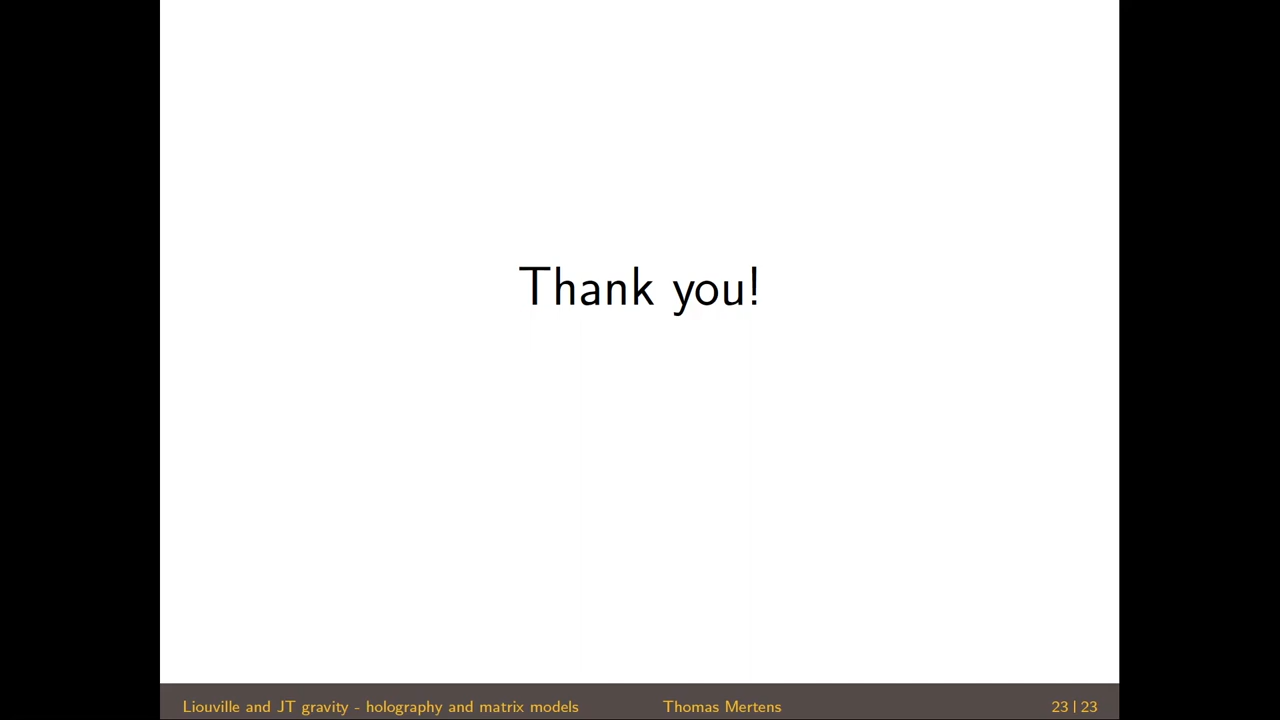 Thank you!
Liouville and JT gravity - holography and matrix models Thomas Mertens 23 | 23